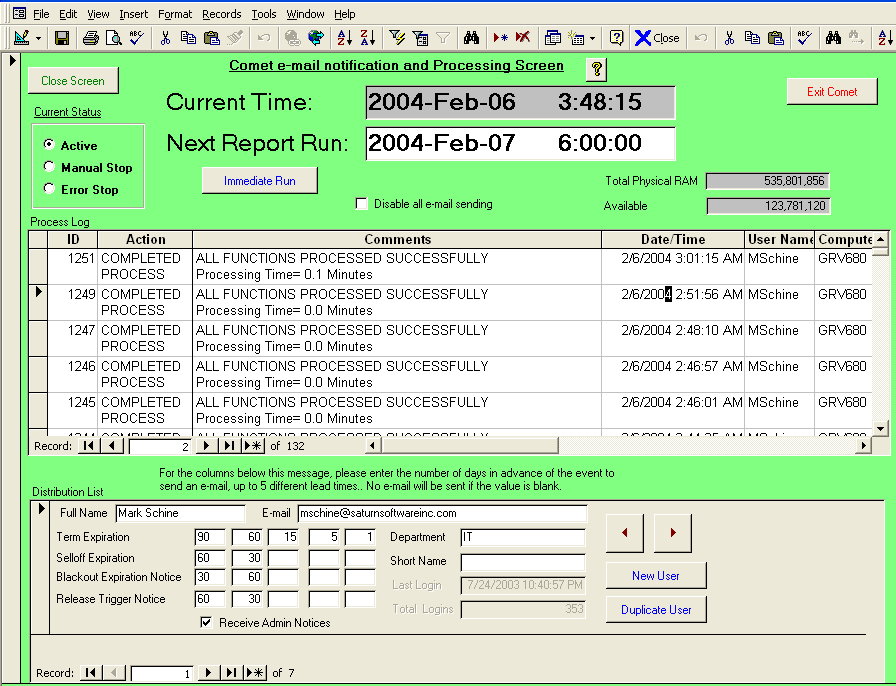 File Edit View Insert Format Records Tools Window Help
Close
Comet e-mail notification and Processing Screen
?
Close Screen
Exit Comet
Current Time: 2004-Feb-06 3:48:15
Current Status
Next Report Run: 2004-Feb-07 6:00:00
Active
Manual Stop
Error Stop
Immediate Run
Total Physical RAM 535,801,856
Disable all e-mail sending
Available 123,781,120
Process Log
ID Action Comments Date/Time User Name Compute
1251 COMPLETED PROCESS ALL FUNCTIONS PROCESSED SUCCESSFULLY 2/6/2004 3:01:15 AM MSchine GRV680
Processing Time= 0.1 Minutes
1249 COMPLETED PROCESS ALL FUNCTIONS PROCESSED SUCCESSFULLY 2/6/2004 2:51:56 AM MSchine GRV680
Processing Time= 0.0 Minutes
1247 COMPLETED PROCESS ALL FUNCTIONS PROCESSED SUCCESSFULLY 2/6/2004 2:48:10 AM MSchine GRV680
Processing Time= 0.0 Minutes
1246 COMPLETED PROCESS ALL FUNCTIONS PROCESSED SUCCESSFULLY 2/6/2004 2:46:57 AM MSchine GRV680
Processing Time= 0.0 Minutes
1245 COMPLETED PROCESS ALL FUNCTIONS PROCESSED SUCCESSFULLY 2/6/2004 2:46:01 AM MSchine GRV680
Processing Time= 0.0 Minutes
Record: 2 of 132
For the columns below this message, please enter the number of days in advance of the event to
send an e-mail, up to 5 different lead times.. No e-mail will be sent if the value is blank.
Distribution List
Full Name Mark Schine E-mail mschine@saturnsoftwareinc.com
Term Expiration 90 60 15 5 1 Department IT
Selloff Expiration 60 30 Short Name
Blackout Expiration Notice 30 60 Last Login 7/24/2003 10:40:57 PM
Release Trigger Notice 60 30 Total Logins 353
Receive Admin Notices
New User
Duplicate User
Record: 1 of 7